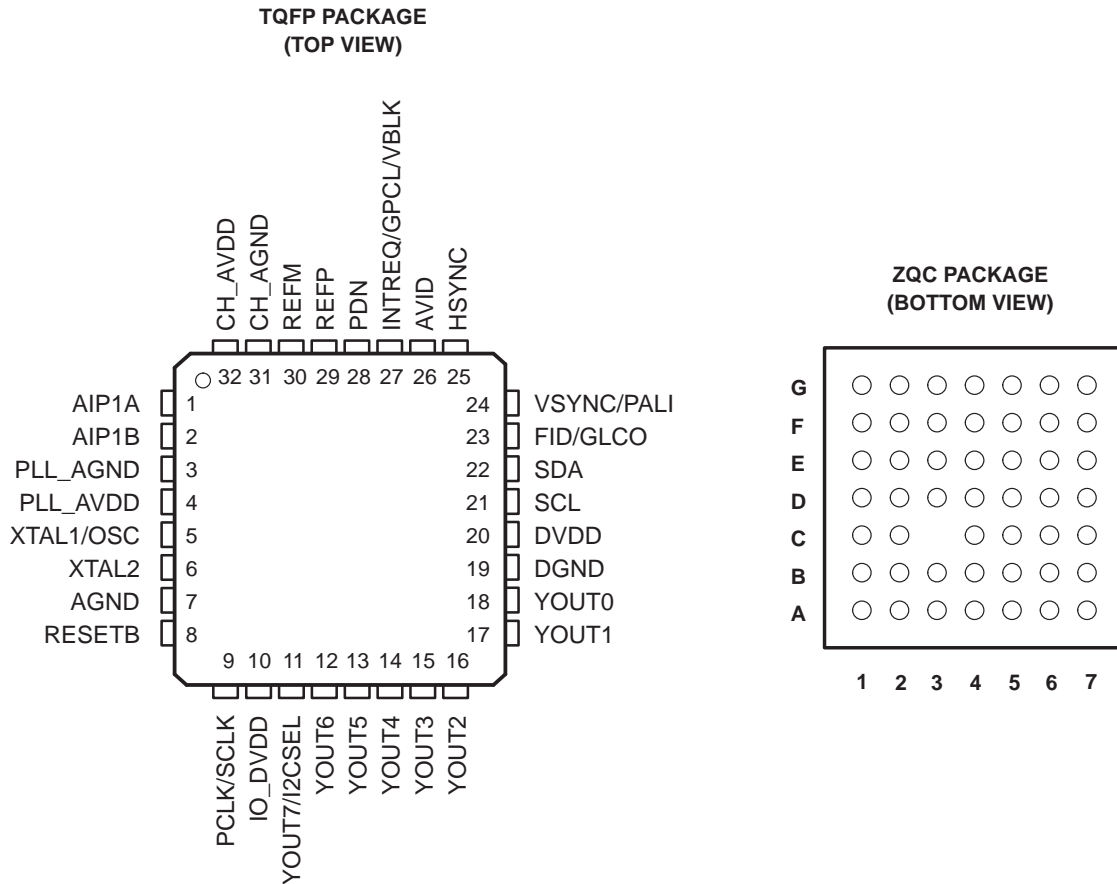 TQFP PACKAGE
(TOP VIEW)
CH_AVDD
CH_AGND
REFM
REFP
PDN
INTREQ/GPCL/VBLK
AVID
HSYNC
32 31 30 29 28 27 26 25
AIP1A 1
AIP1B 2
PLL_AGND 3
PLL_AVDD 4
XTAL1/OSC 5
XTAL2 6
AGND 7
RESETB 8
24 VSYNC/PALI
23 FID/GLCO
22 SDA
21 SCL
20 DVDD
19 DGND
18 YOUT0
17 YOUT1
9 10 11 12 13 14 15 16
PCLK/SCLK
IO_DVDD
YOUT7/I2CSEL
YOUT6
YOUT5
YOUT4
YOUT3
YOUT2
ZQC PACKAGE
(BOTTOM VIEW)
G
F
E
D
C
B
A
1 2 3 4 5 6 7